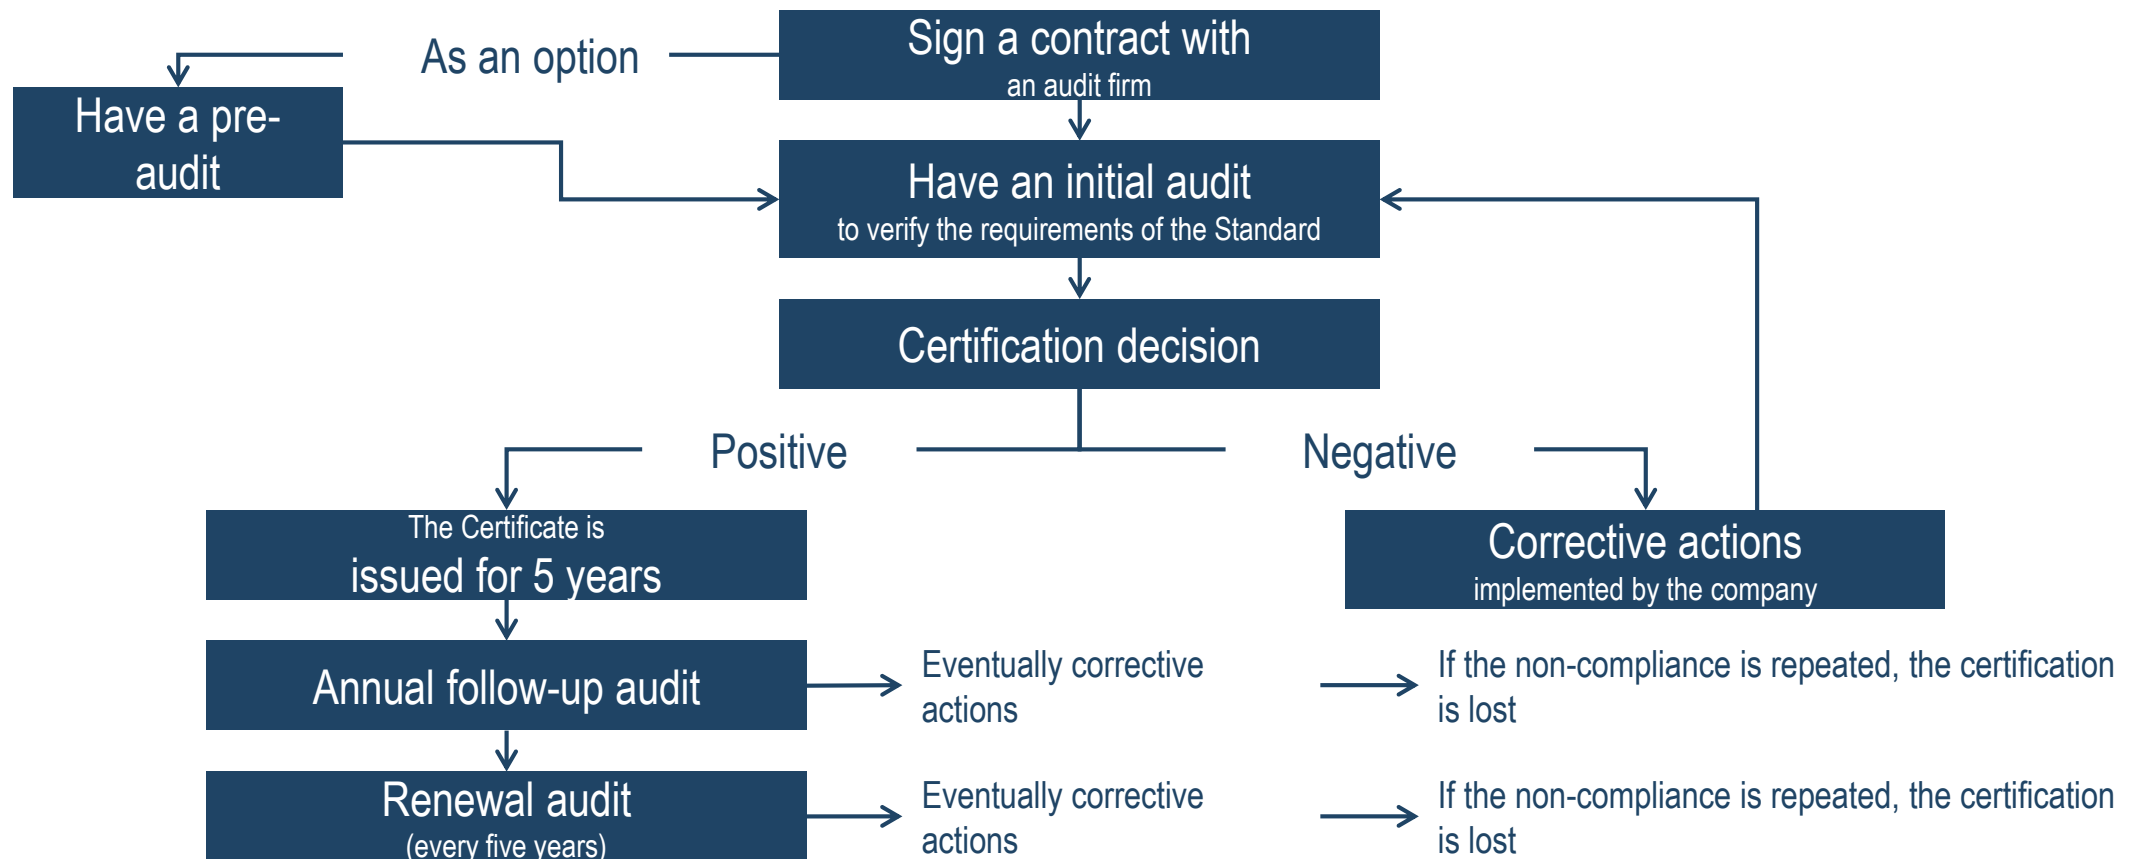 Sign a contract with
an audit firm
As an option
Have a pre-
audit
Have an initial audit
to verify the requirements of the Standard
Certification decision
Positive
Negative
The Certificate is
issued for 5 years
Corrective actions
implemented by the company
Annual follow-up audit
Eventually corrective
actions
If the non-compliance is repeated, the certification
is lost
Renewal audit
(every five years)
Eventually corrective
actions
If the non-compliance is repeated, the certification
is lost